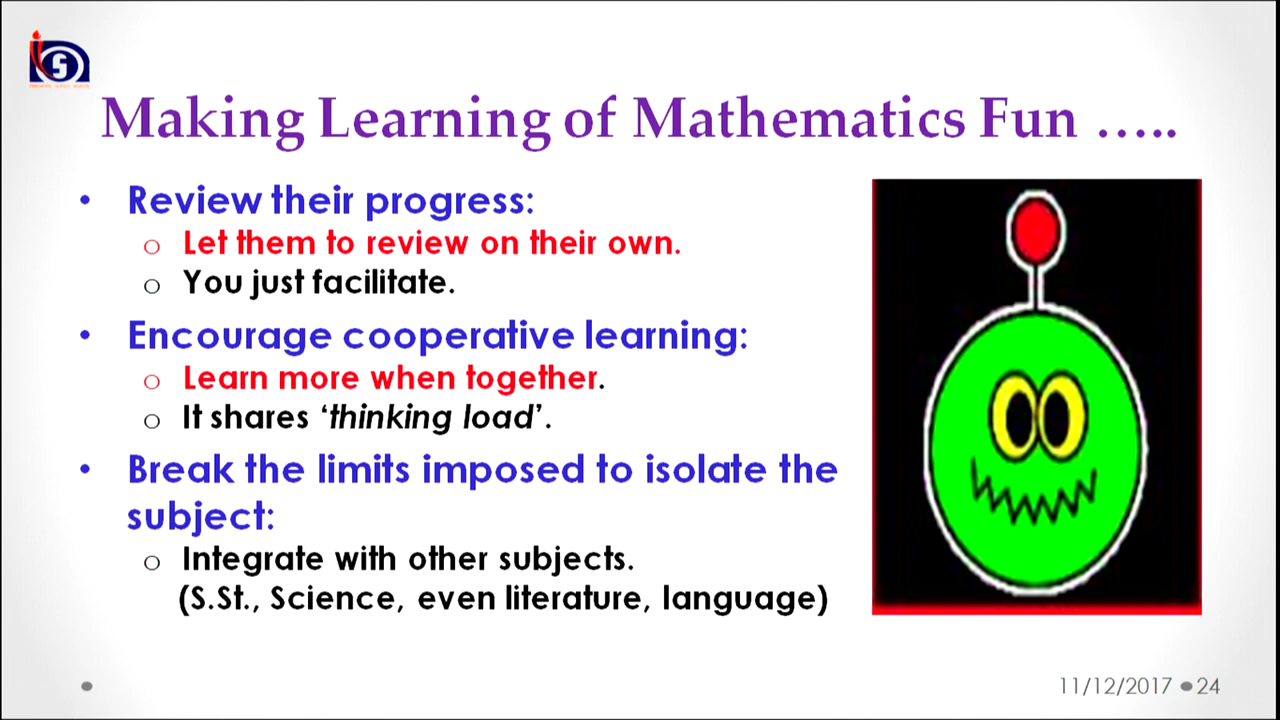 Making Learning of Mathematics Fun …..
• Review their progress:
o Let them to review on their own.
o You just facilitate.
• Encourage cooperative learning:
o Learn more when together.
o It shares ‘thinking load’.
• Break the limits imposed to isolate the
subject:
o Integrate with other subjects.
(S.St., Science, even literature, language)
11/12/2017 • 24